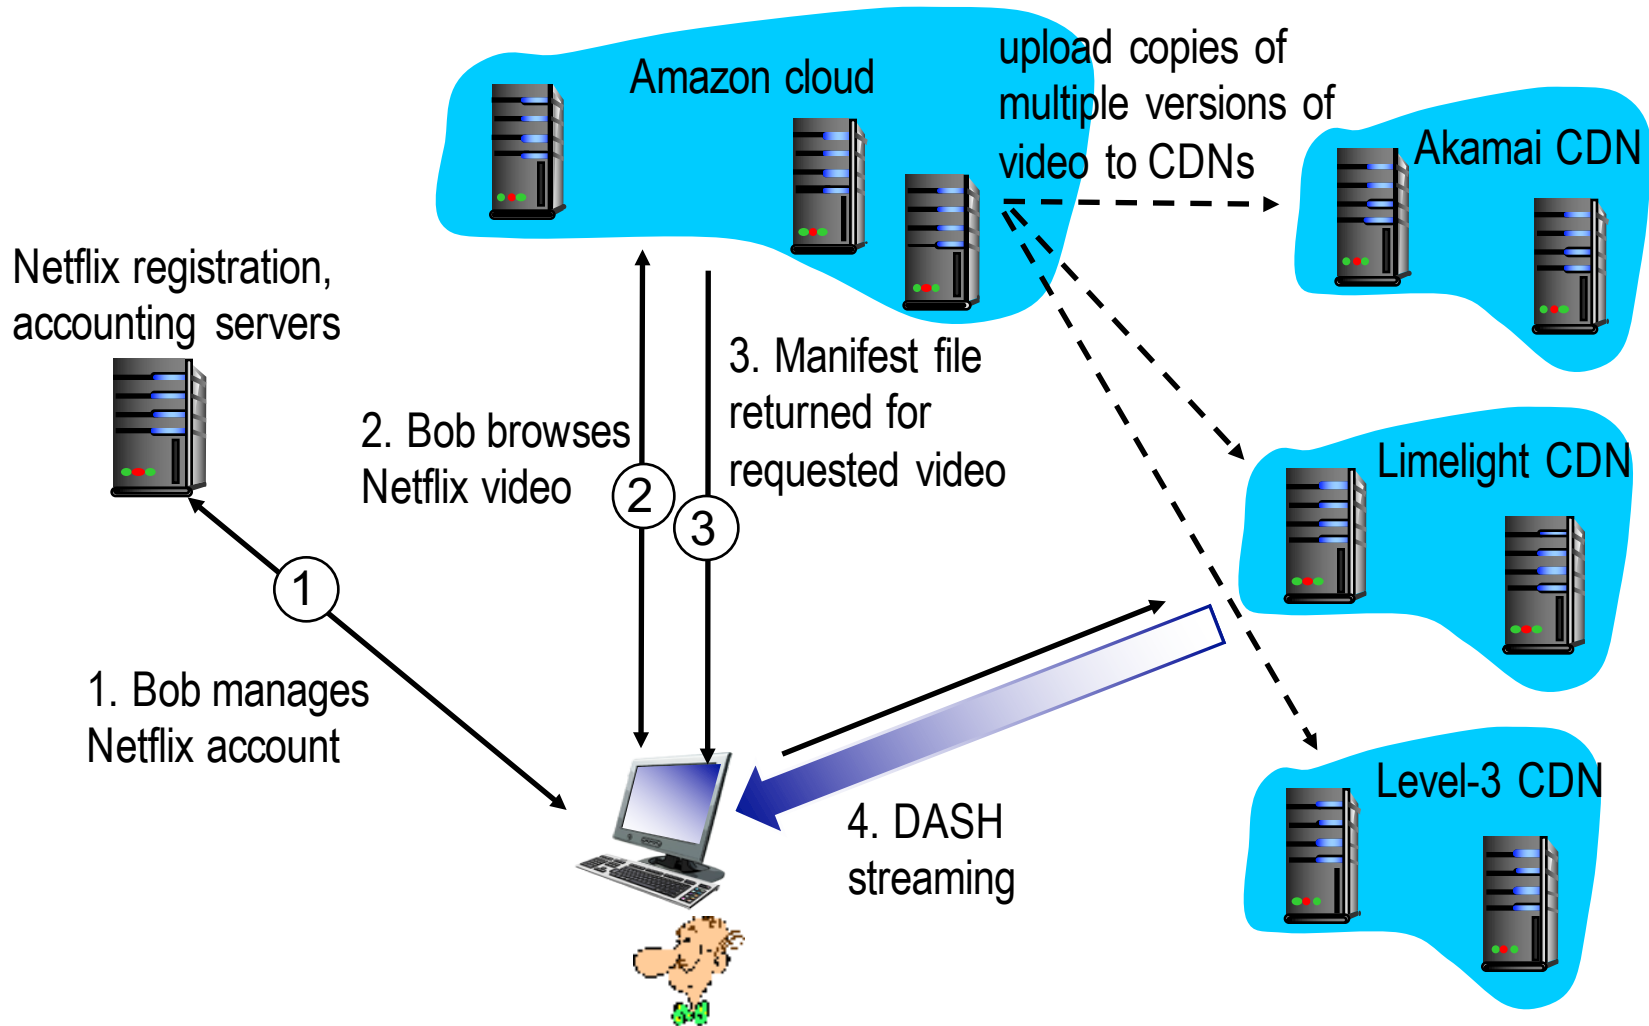 Amazon cloud
upload copies of
multiple versions of
video to CDNs
Akamai CDN
Netflix registration,
accounting servers
3. Manifest file
returned for
requested video
2. Bob browses
Netflix video
2
3
Limelight CDN
1
1. Bob manages
Netflix account
4. DASH
streaming
Level-3 CDN